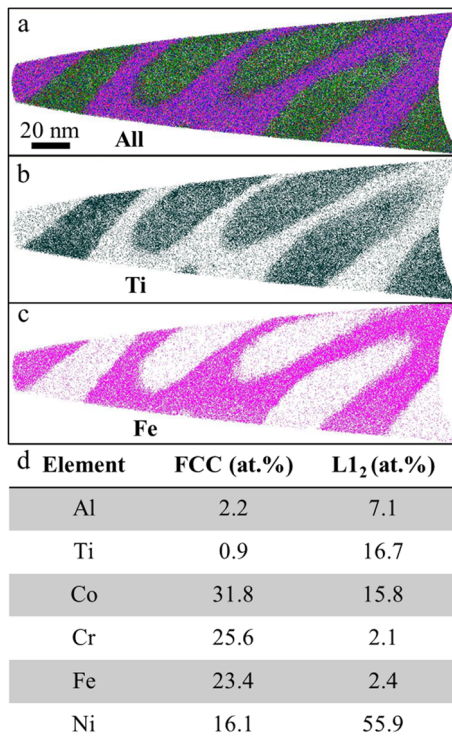 a
20 nm
All
b
Ti
c
Fe
d Element FCC (at.%) L1₂ (at.%)
Al 2.2 7.1
Ti 0.9 16.7
Co 31.8 15.8
Cr 25.6 2.1
Fe 23.4 2.4
Ni 16.1 55.9